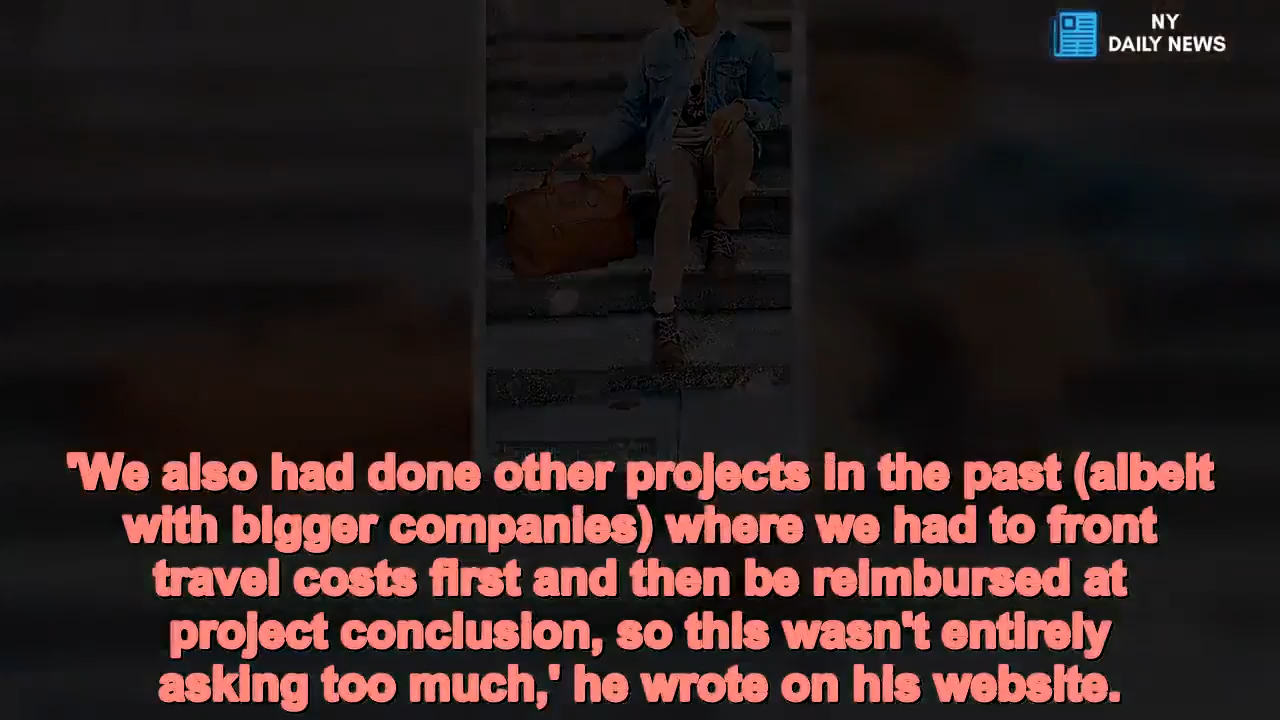 NY
DAILY NEWS
'We also had done other projects in the past (albeit
with bigger companies) where we had to front
travel costs first and then be reimbursed at
project conclusion, so this wasn't entirely
asking too much,' he wrote on his website.